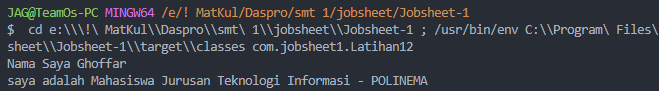 JAG@TeamOs-PC MINGW64 /e/! MatKul/Daspro/smt 1/jobsheet/Jobsheet-1
$  cd e:\\\!\ MatKul\\Daspro\\smt\ 1\\jobsheet\\Jobsheet-1 ; /usr/bin/env C:\\Program\ Files\
sheet\\Jobsheet-1\\target\\classes com.jobsheet1.Latihan12
Nama Saya Ghoffar
saya adalah Mahasiswa Jurusan Teknologi Informasi - POLINEMA